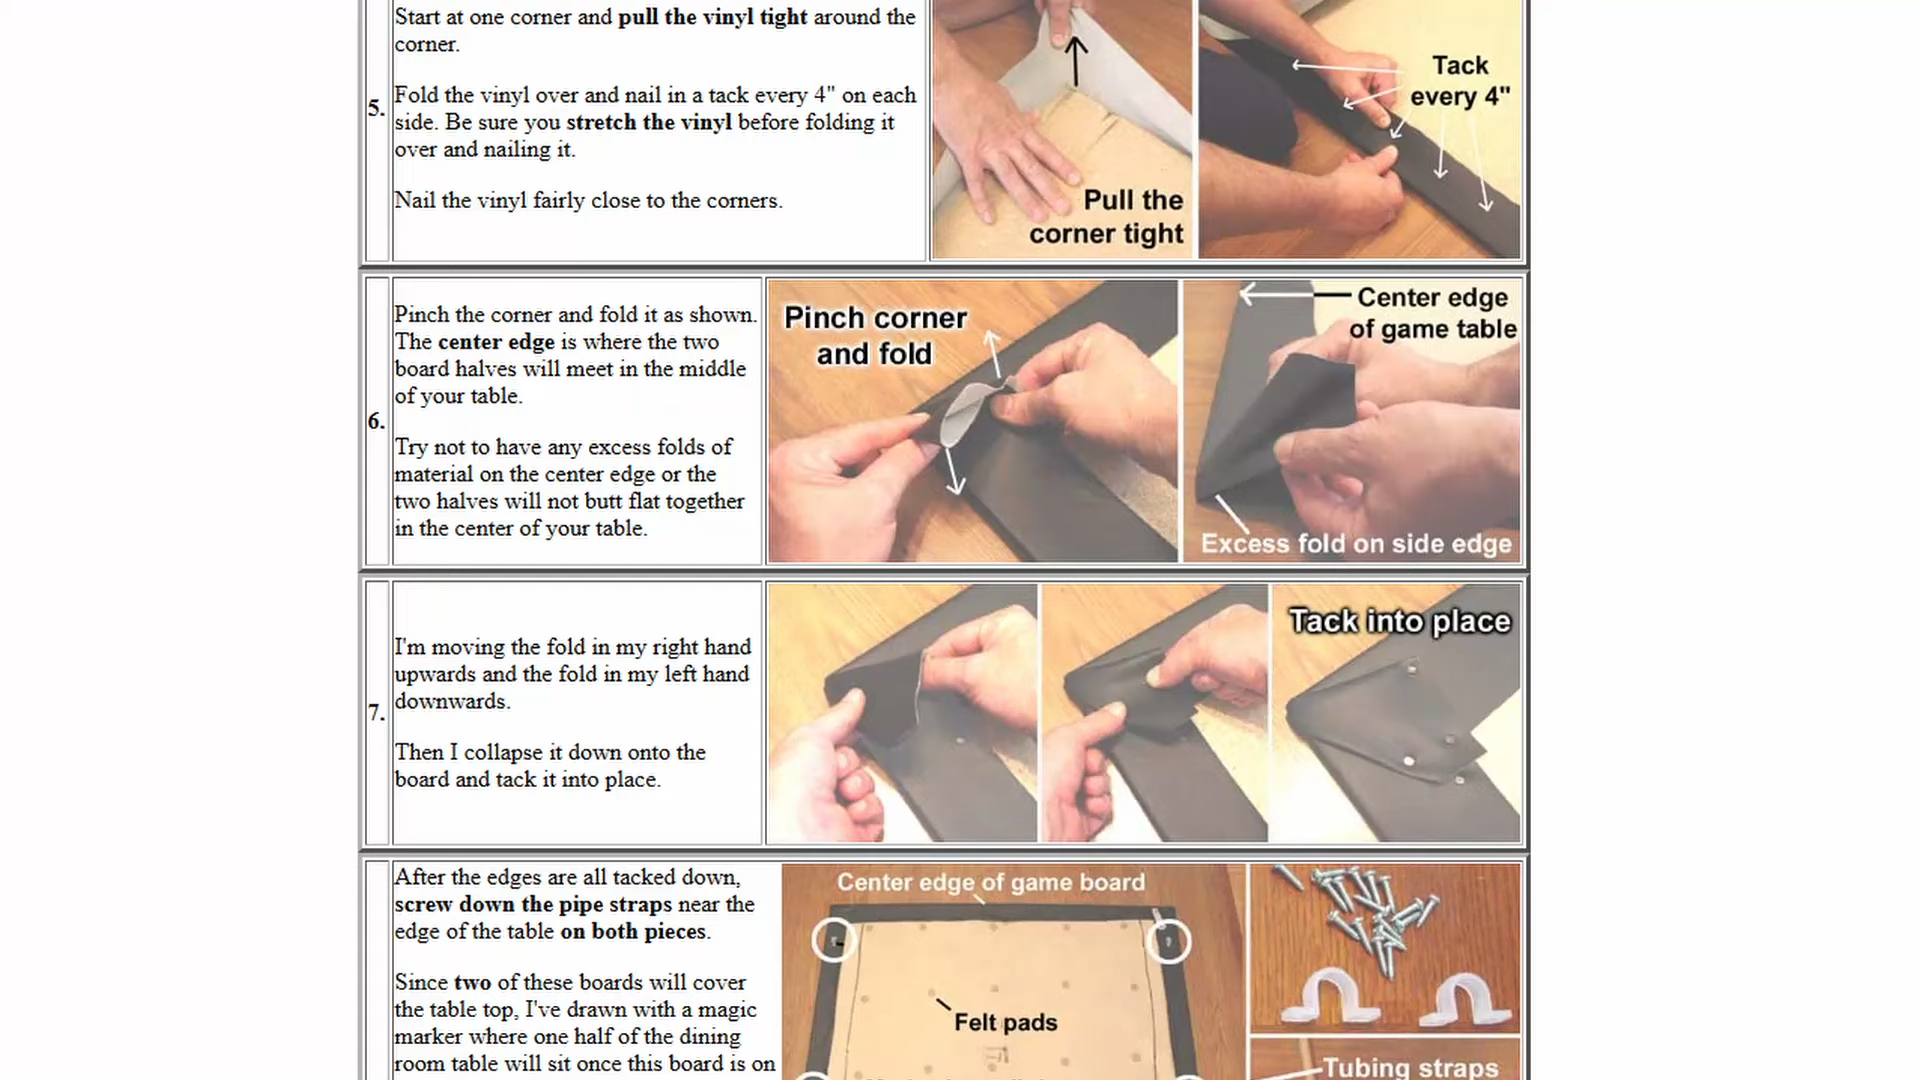 Start at one corner and pull the vinyl tight around the
corner.
5.
Fold the vinyl over and nail in a tack every 4" on each
side. Be sure you stretch the vinyl before folding it
over and nailing it.
Nail the vinyl fairly close to the corners.
Pull the
corner tight
Tack
every 4"
6.
Pinch the corner and fold it as shown.
The center edge is where the two
board halves will meet in the middle
of your table.
Try not to have any excess folds of
material on the center edge or the
two halves will not butt flat together
in the center of your table.
Pinch corner
and fold
Center edge
of game table
Excess fold on side edge
7.
I'm moving the fold in my right hand
upwards and the fold in my left hand
downwards.
Then I collapse it down onto the
board and tack it into place.
Tack into place
After the edges are all tacked down,
screw down the pipe straps near the
edge of the table on both pieces.
Since two of these boards will cover
the table top, I've drawn with a magic
marker where one half of the dining
room table will sit once this board is on
Center edge of game board
Felt pads
Tubing straps